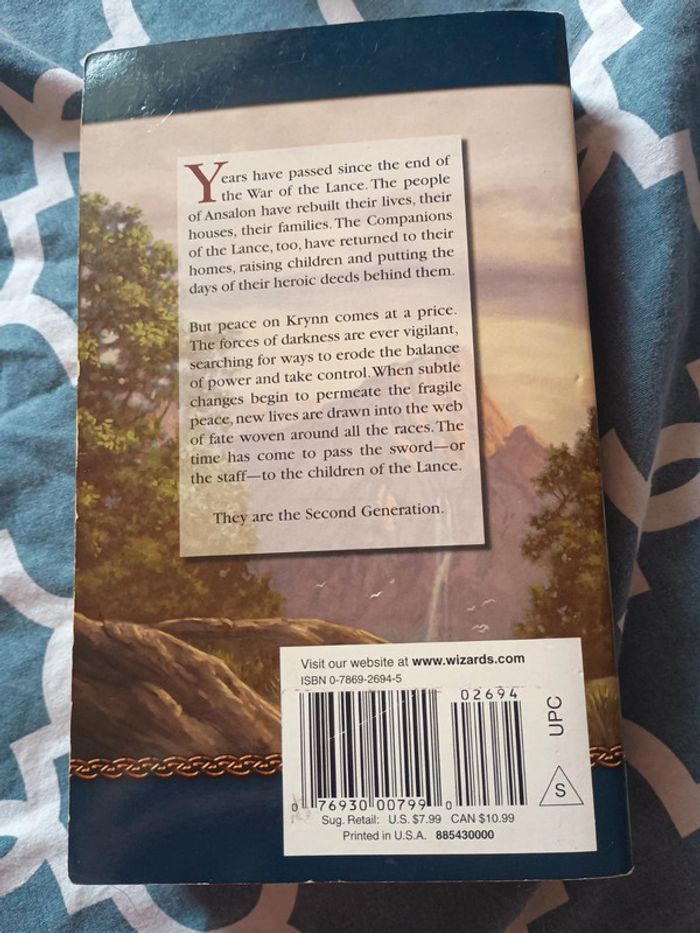 Years have passed since the end of
the War of the Lance. The people
of Ansalon have rebuilt their lives, their
houses, their families. The Companions
of the Lance, too, have returned to their
homes, raising children and putting the
days of their heroic deeds behind them.
But peace on Krynn comes at a price.
The forces of darkness are ever vigilant,
searching for ways to erode the balance
of power and take control. When subtle
changes begin to permeate the fragile
peace, new lives are drawn into the web
of fate woven around all the races. The
time has come to pass the sword—or
the staff—to the children of the Lance.
They are the Second Generation.
Visit our website at www.wizards.com
ISBN 0-7869-2694-5
02694
UPC
S
0 76930 00799 0
Sug. Retail: U.S. $7.99 CAN $10.99
Printed in U.S.A. 885430000